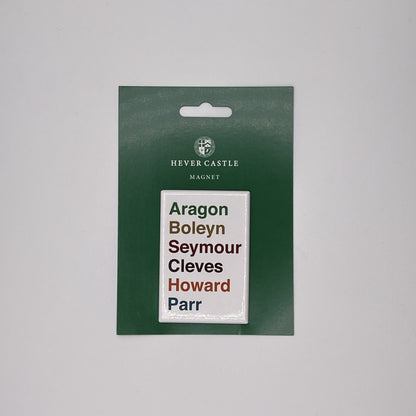 HEVER CASTLE
MAGNET
Aragon
Boleyn
Seymour
Cleves
Howard
Parr